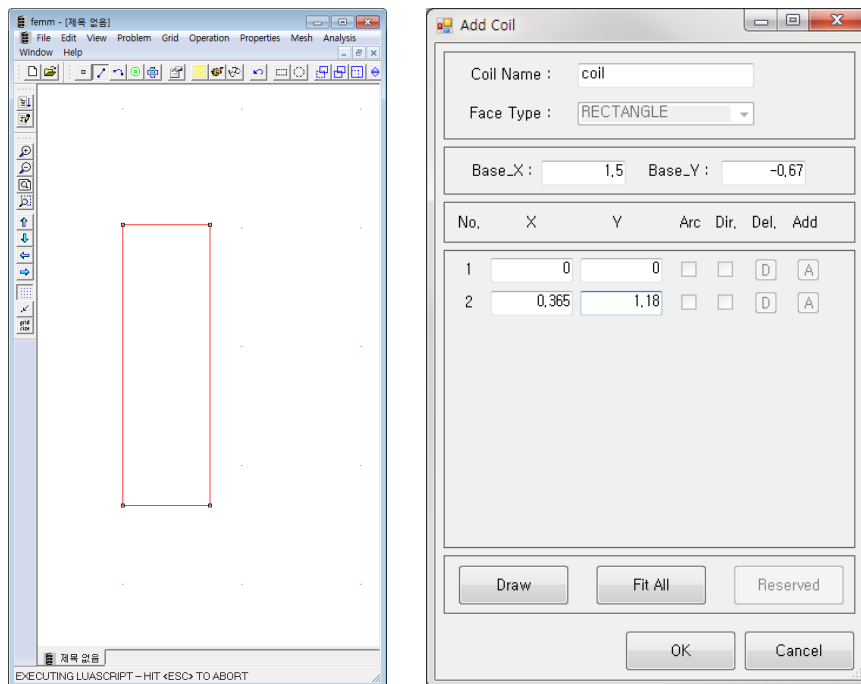 femm - [제목 없음]
File Edit View Problem Grid Operation Properties Mesh Analysis
Window Help
grid
size
제목 없음
EXECUTING LUASCRIPT - HIT <ESC> TO ABORT
Add Coil
Coil Name : coil
Face Type : RECTANGLE
Base_X : 1,5 Base_Y : -0,67
No, X Y Arc Dir, Del, Add
1 0 0 D A
2 0,365 1,18 D A
Draw Fit All Reserved
OK Cancel